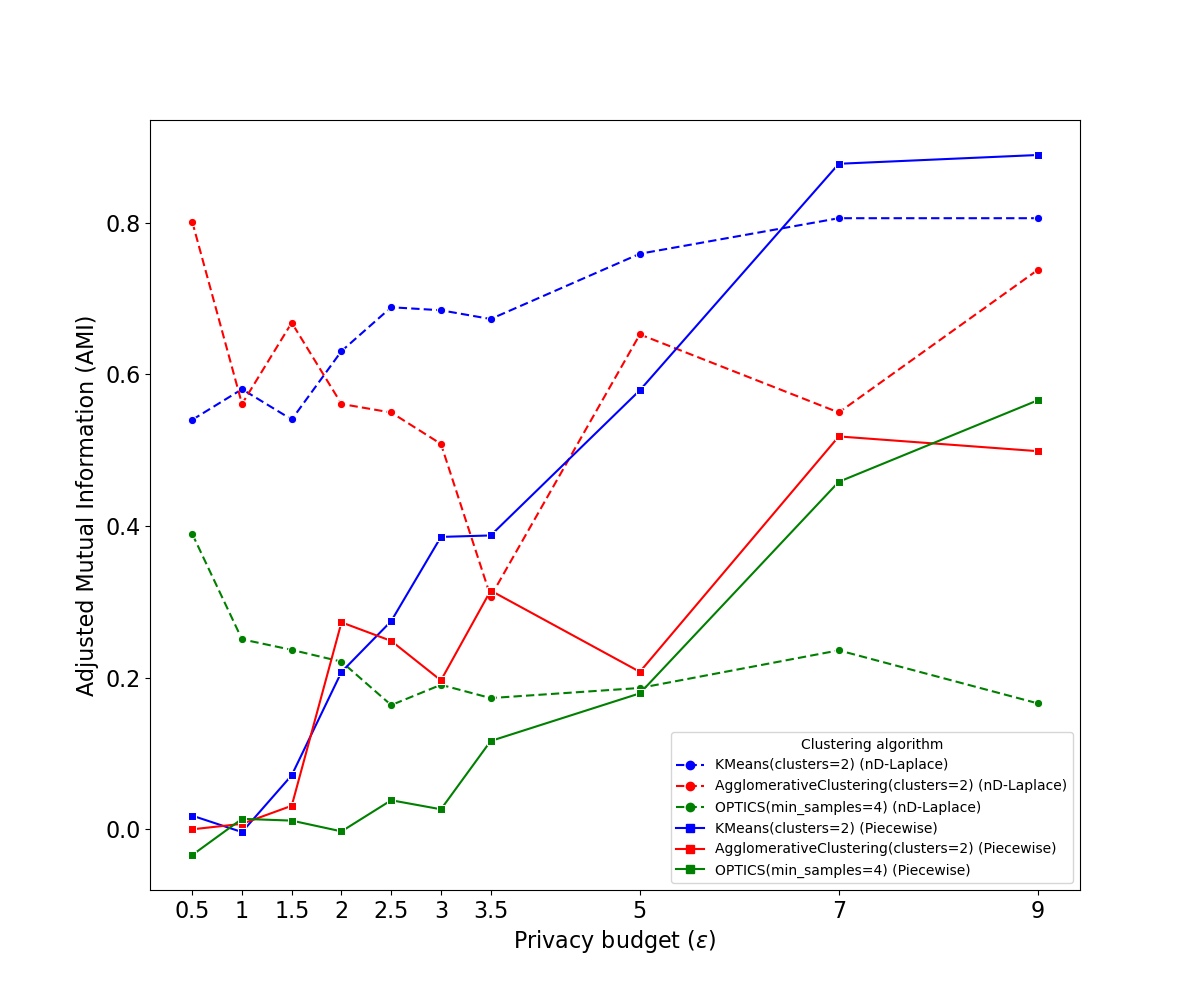 Adjusted Mutual Information (AMI)
0.8
0.6
0.4
0.2
0.0
Clustering algorithm
KMeans(clusters=2) (nD-Laplace)
AgglomerativeClustering(clusters=2) (nD-Laplace)
OPTICS(min_samples=4) (nD-Laplace)
KMeans(clusters=2) (Piecewise)
AgglomerativeClustering(clusters=2) (Piecewise)
OPTICS(min_samples=4) (Piecewise)
0.5 1 1.5 2 2.5 3 3.5 5 7 9
Privacy budget (ε)